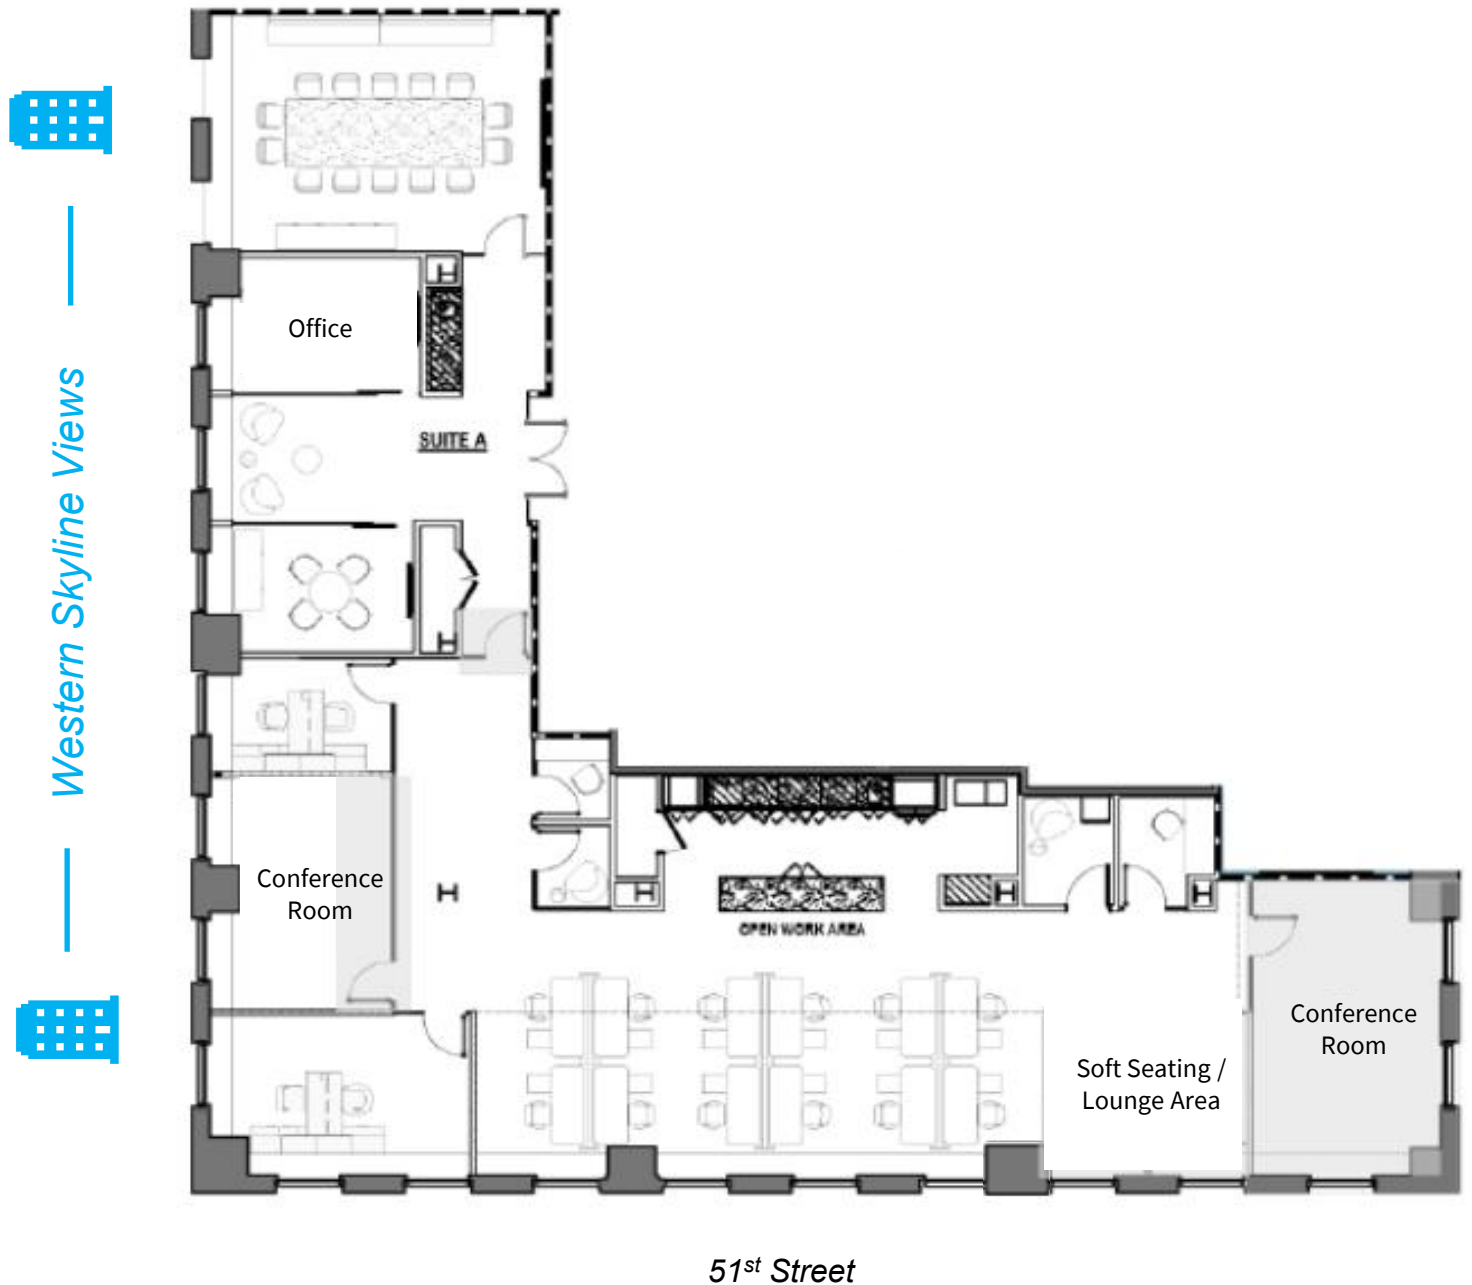 Office
SUITE A
Western Skyline Views
Conference
Room
OPEN WORK AREA
Conference
Room
Soft Seating /
Lounge Area
51st Street